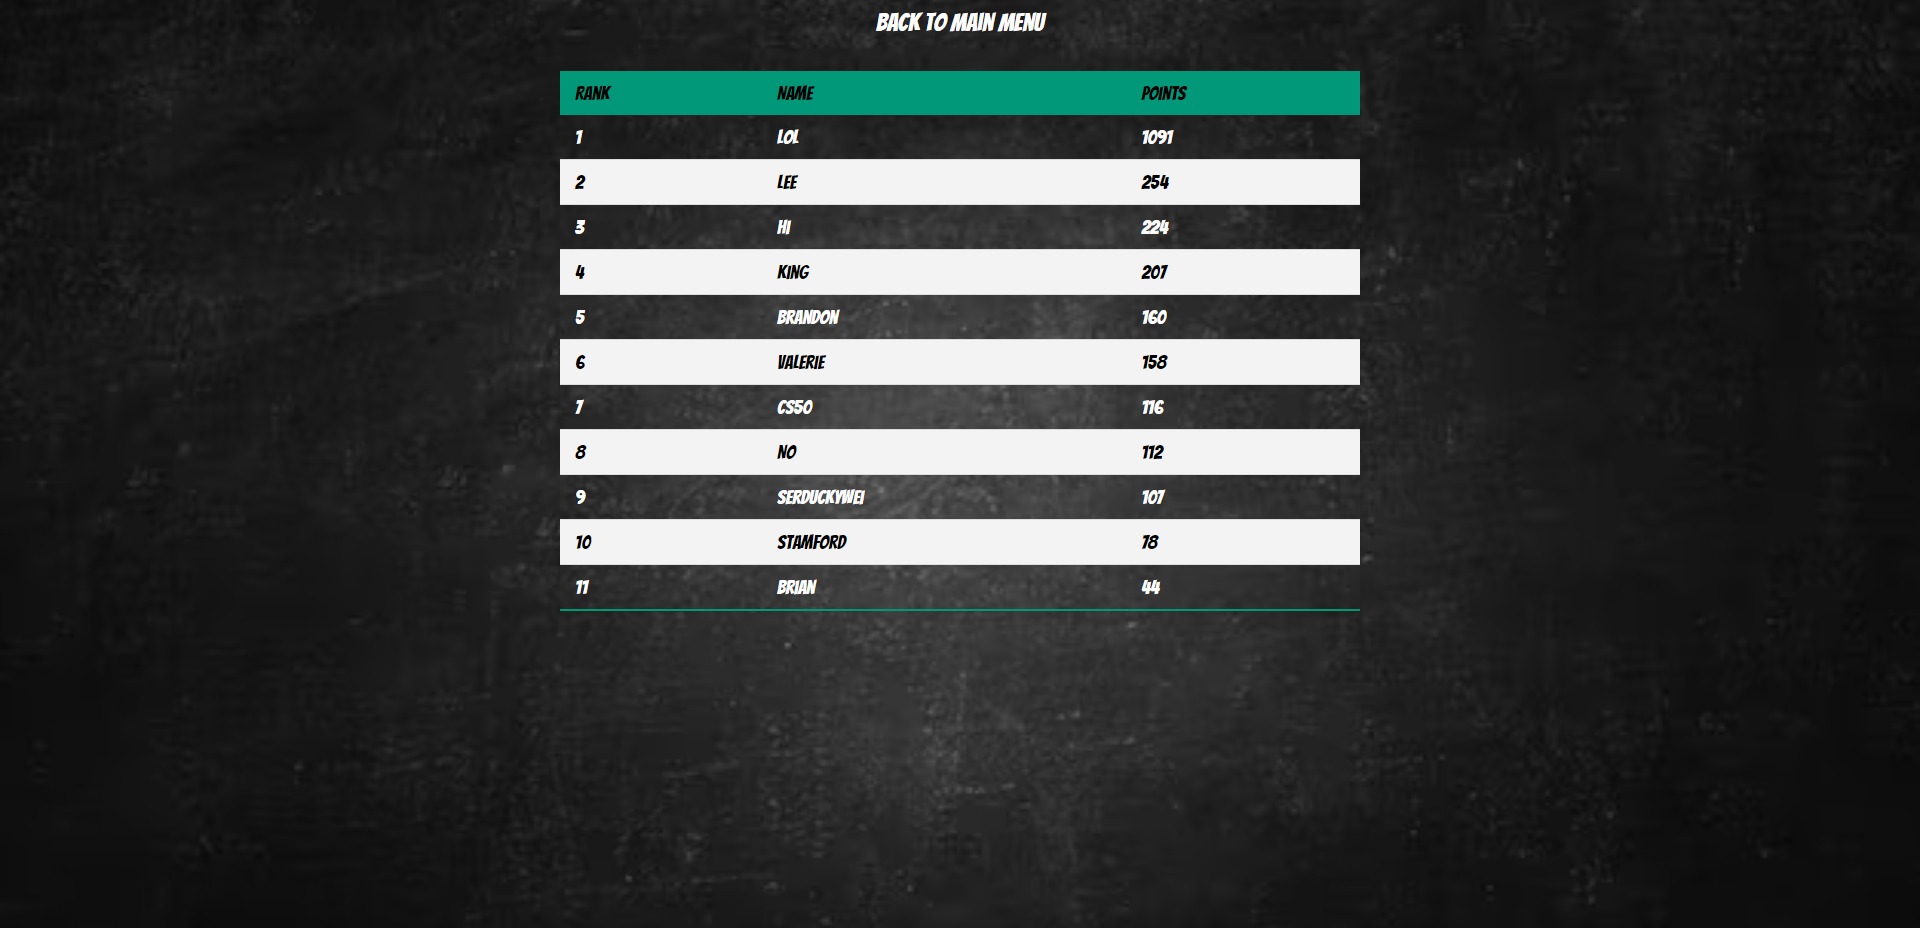 BACK TO MAIN MENU
RANK NAME POINTS
1 LOL 1091
2 LEE 254
3 HI 224
4 KING 207
5 BRANDON 160
6 VALERIE 158
7 CS50 116
8 NO 112
9 SERDUCKYWEI 107
10 STAMFORD 78
11 BRIAN 44